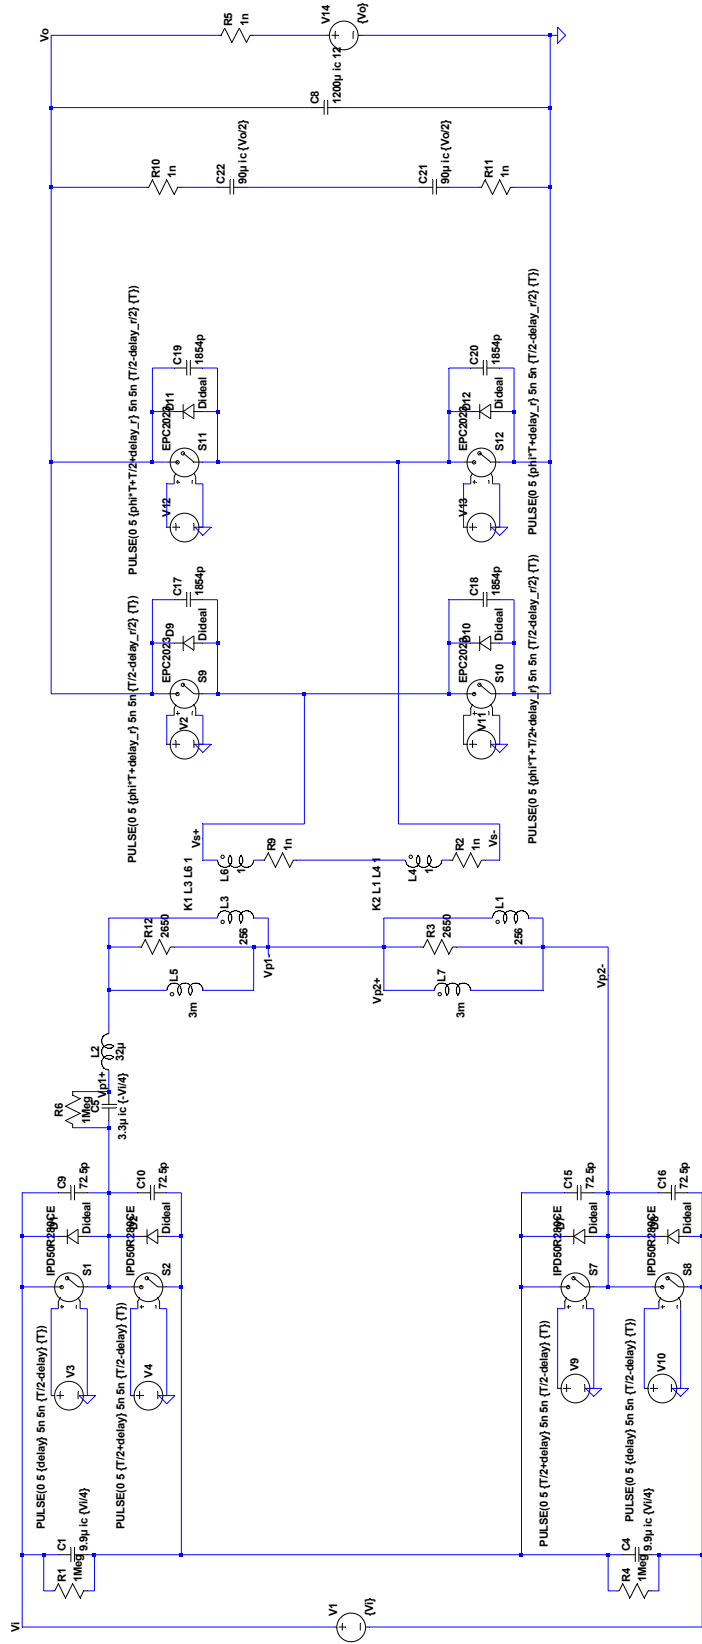 Vo
R5
1n
V14
{Vo}
C8
1200µ ic 12
R10
1n
C22
90µ ic {Vo/2}
C21
90µ ic {Vo/2}
R11
1n
PULSE(0 5 {phi*T+T/2+delay_r} 5n 5n {T/2-delay_r/2} {T})
C19
1854p
D11
Dideal
EPC2023
S11
V12
C20
1854p
D12
Dideal
EPC2023
S12
V13
PULSE(0 5 {phi*T+delay_r} 5n 5n {T/2-delay_r/2} {T})
PULSE(0 5 {phi*T+delay_r} 5n 5n {T/2-delay_r/2} {T})
C17
1854p
D9
Dideal
EPC2023
S9
V2
C18
1854p
D10
Dideal
EPC2023
S10
V11
PULSE(0 5 {phi*T+T/2+delay_r} 5n 5n {T/2-delay_r/2} {T})
Vs+
L6
1
R9
1n
L4
1
R2
1n
Vs-
K1 L3 L6 1
K2 L1 L4 1
R12
2650
L3
256
L5
3m
Vp1-
Vp2+
R3
2650
L1
256
L7
3m
Vp2-
L2
32µ
Vp1+
R6
1Meg
C5
3.3µ ic {-Vi/4}
C9
72.5p
D1
Dideal
IPD50R280CE
S1
V3
C10
72.5p
D2
Dideal
IPD50R280CE
S2
V4
PULSE(0 5 {delay} 5n 5n {T/2-delay} {T})
PULSE(0 5 {T/2+delay} 5n 5n {T/2-delay} {T})
C15
72.5p
D7
Dideal
IPD50R280CE
S7
V9
C16
72.5p
D8
Dideal
IPD50R280CE
S8
V10
PULSE(0 5 {T/2+delay} 5n 5n {T/2-delay} {T})
PULSE(0 5 {delay} 5n 5n {T/2-delay} {T})
C1
9.9µ ic {Vi/4}
R1
1Meg
C4
9.9µ ic {Vi/4}
R4
1Meg
Vi
V1
{Vi}